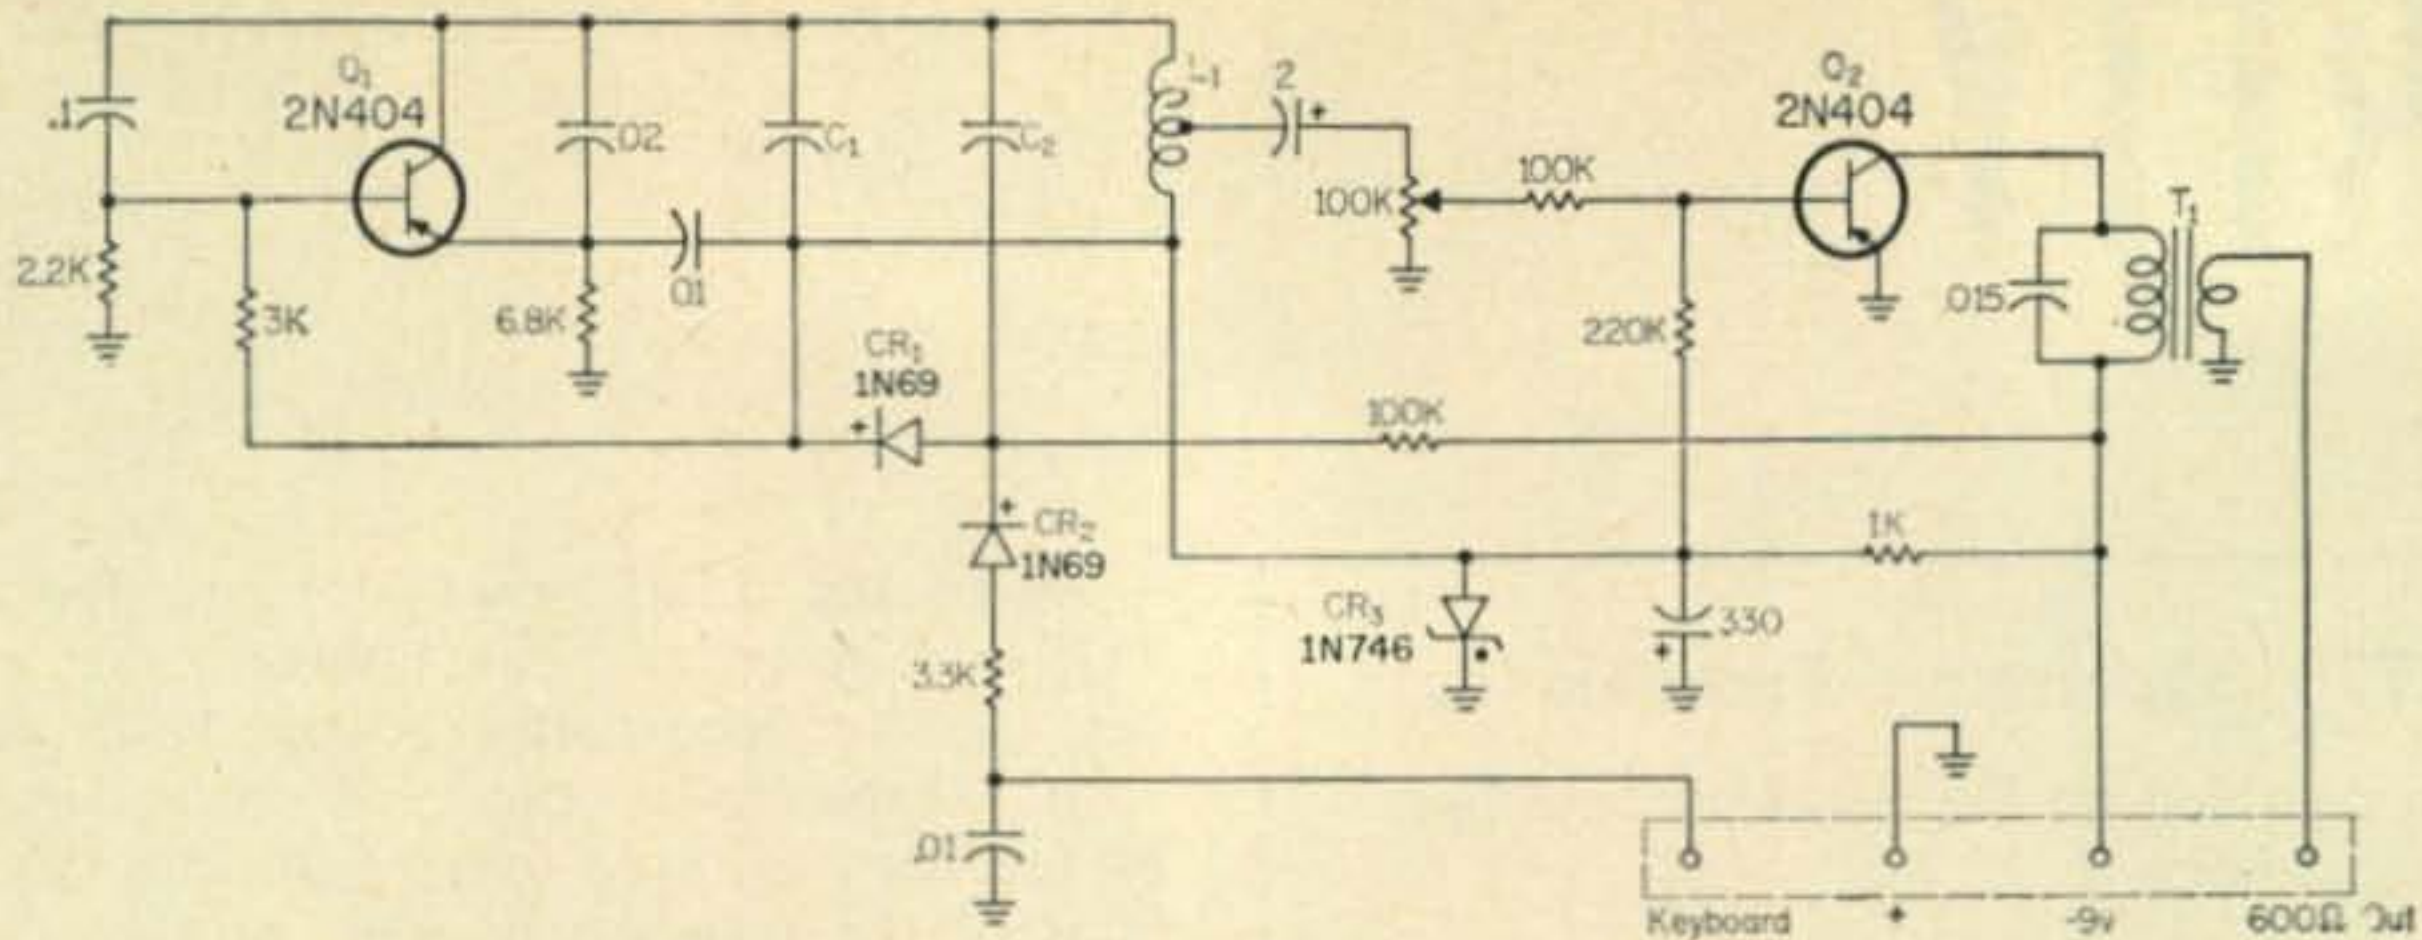 .1
Q₁
2N404
2.2K
3K
6.8K
.02
.01
C₁
C₂
L1
2
+
100K
100K
Q₂
2N404
T₁
.015
220K
CR₁
1N69
+
100K
+
CR₂
1N69
1K
CR₃
1N746
330
+
3.3K
.01
Keyboard
+
-9v
600Ω Out